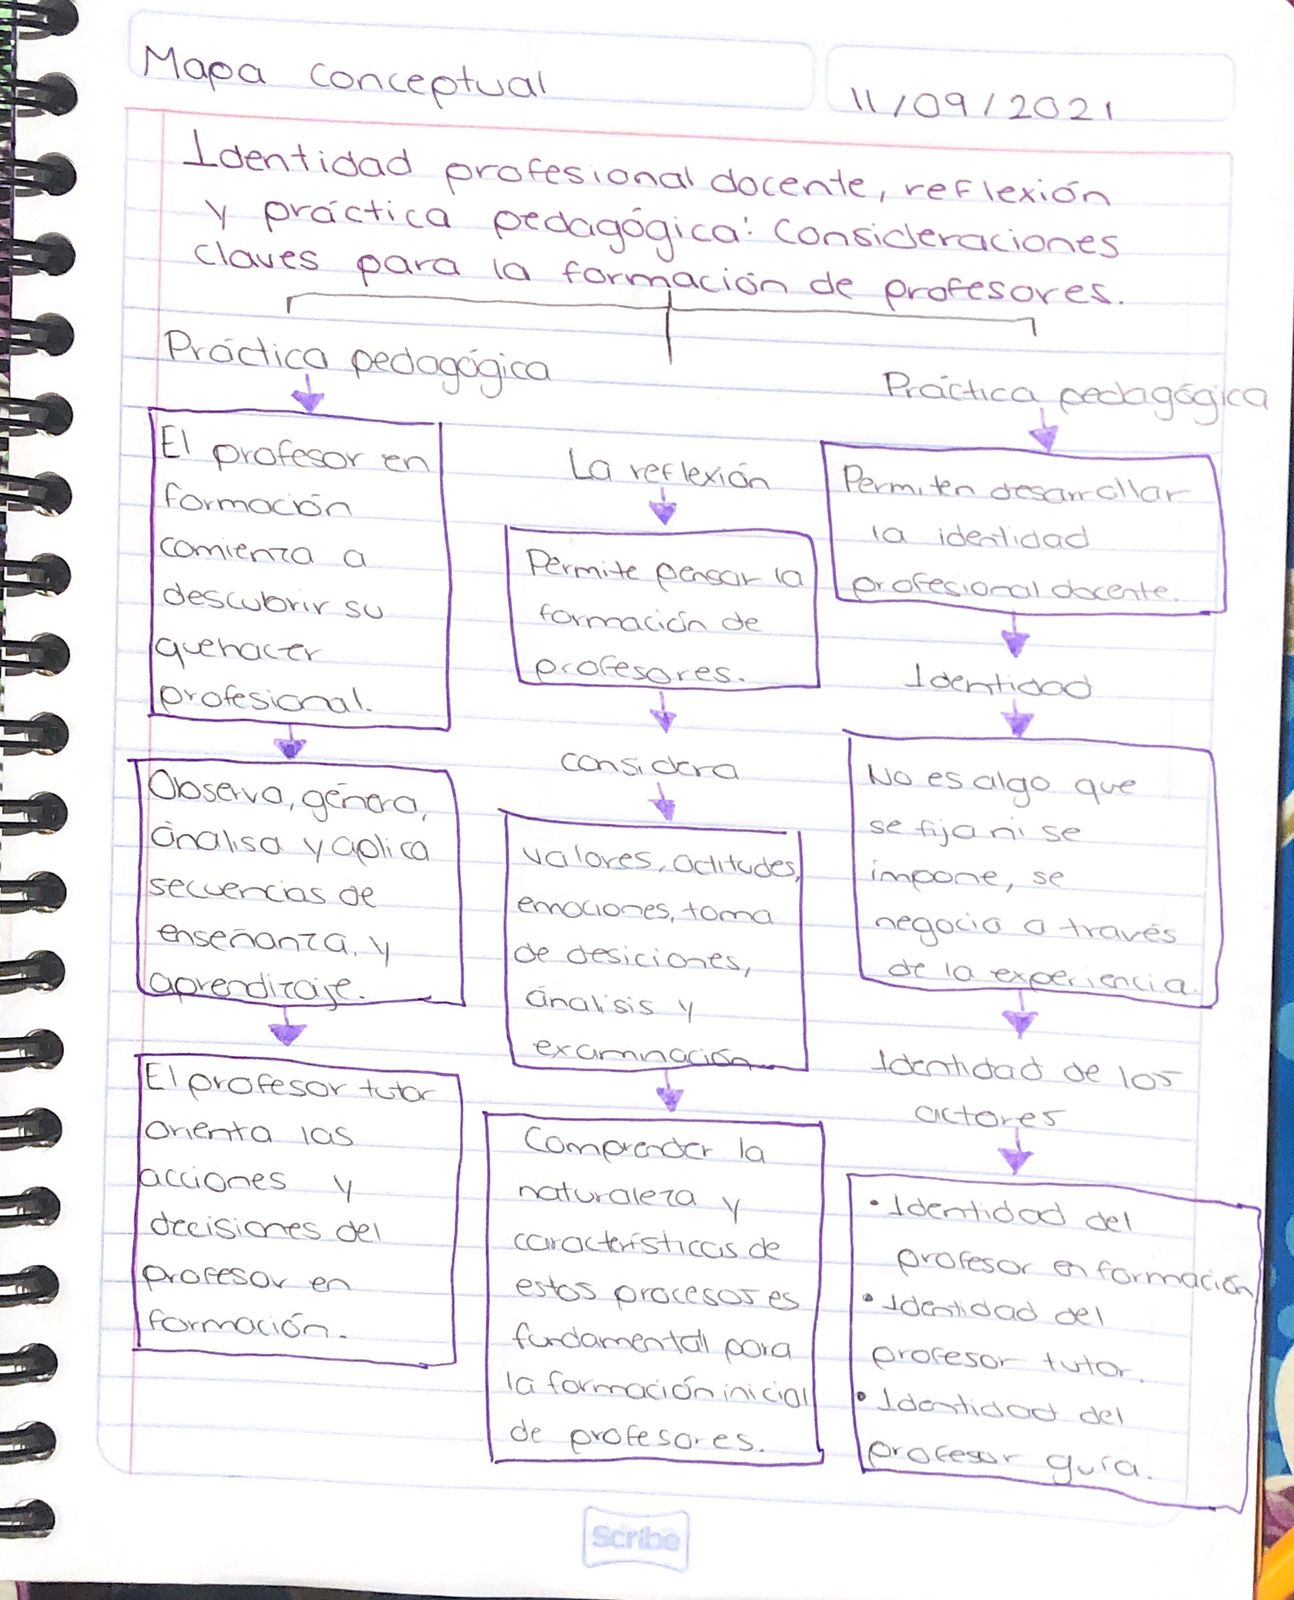 Mapa conceptual
11/09/2021
Identidad profesional docente, reflexión
y práctica pedagógica: Consideraciones
claves para la formación de profesores.
Práctica pedagógica
El profesor en
formación
comienza a
descubrir su
quehacer
profesional.
Observa, génera,
ánalisa y aplica
secuencias de
enseñanza, y
aprendizaje.
El profesor tutor
orienta las
acciones y
decisiones del
profesor en
formación.
La reflexión
Permite pensar la
formación de
profesores.
considera
valores, actitudes,
emociones, toma
de desiciones,
ánalisis y
examinación
Comprender la
naturaleza y
características de
estos procesos es
fundamental para
la formación inicial
de profesores.
Práctica pedagógica
Permiten desarrollar
la identidad
profesional docente.
Identidad
No es algo que
se fija ni se
impone, se
negocia a través
de la experiencia.
Identidad de los
actores
• Identidad del
profesor en formación
• Identidad del
profesor tutor.
• Identidad del
profesor guía.
Scribe